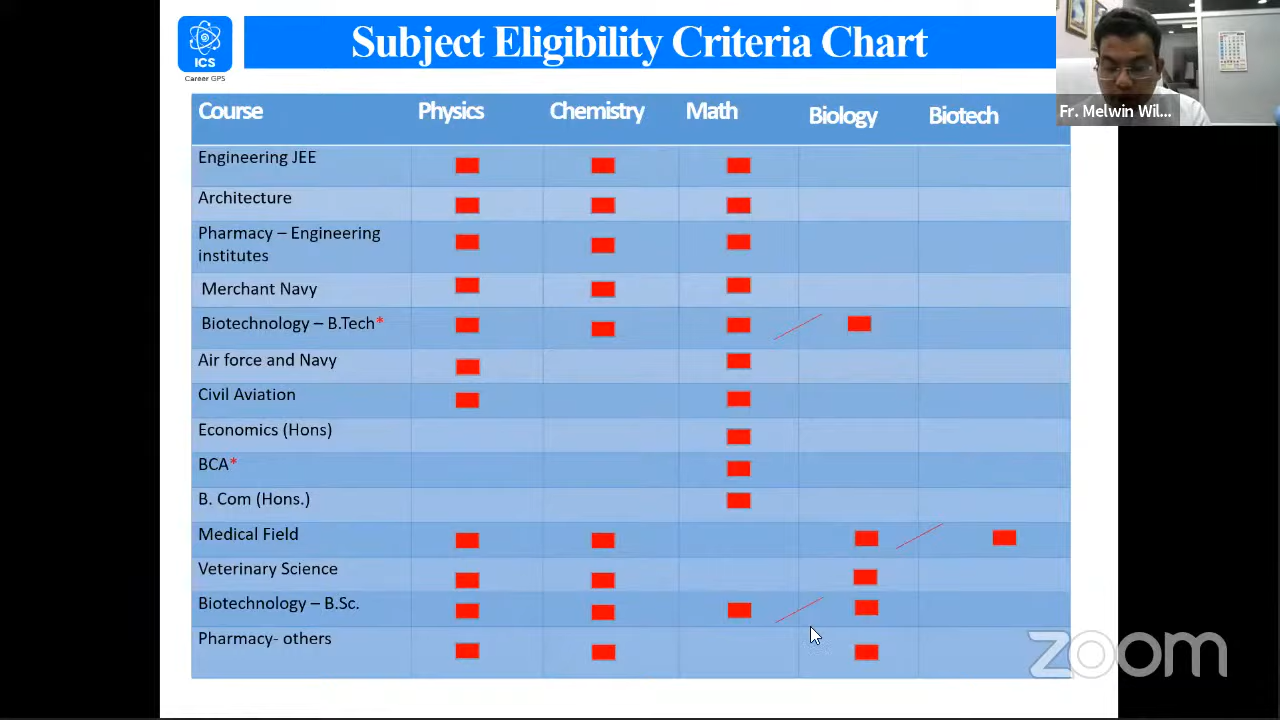 ICS
Career GPS
Subject Eligibility Criteria Chart
Fr. Melwin Wil...
Course Physics Chemistry Math Biology Biotech
Engineering JEE
Architecture
Pharmacy – Engineering
institutes
Merchant Navy
Biotechnology – B.Tech*
Air force and Navy
Civil Aviation
Economics (Hons)
BCA*
B. Com (Hons.)
Medical Field
Veterinary Science
Biotechnology – B.Sc.
Pharmacy- others
zoom